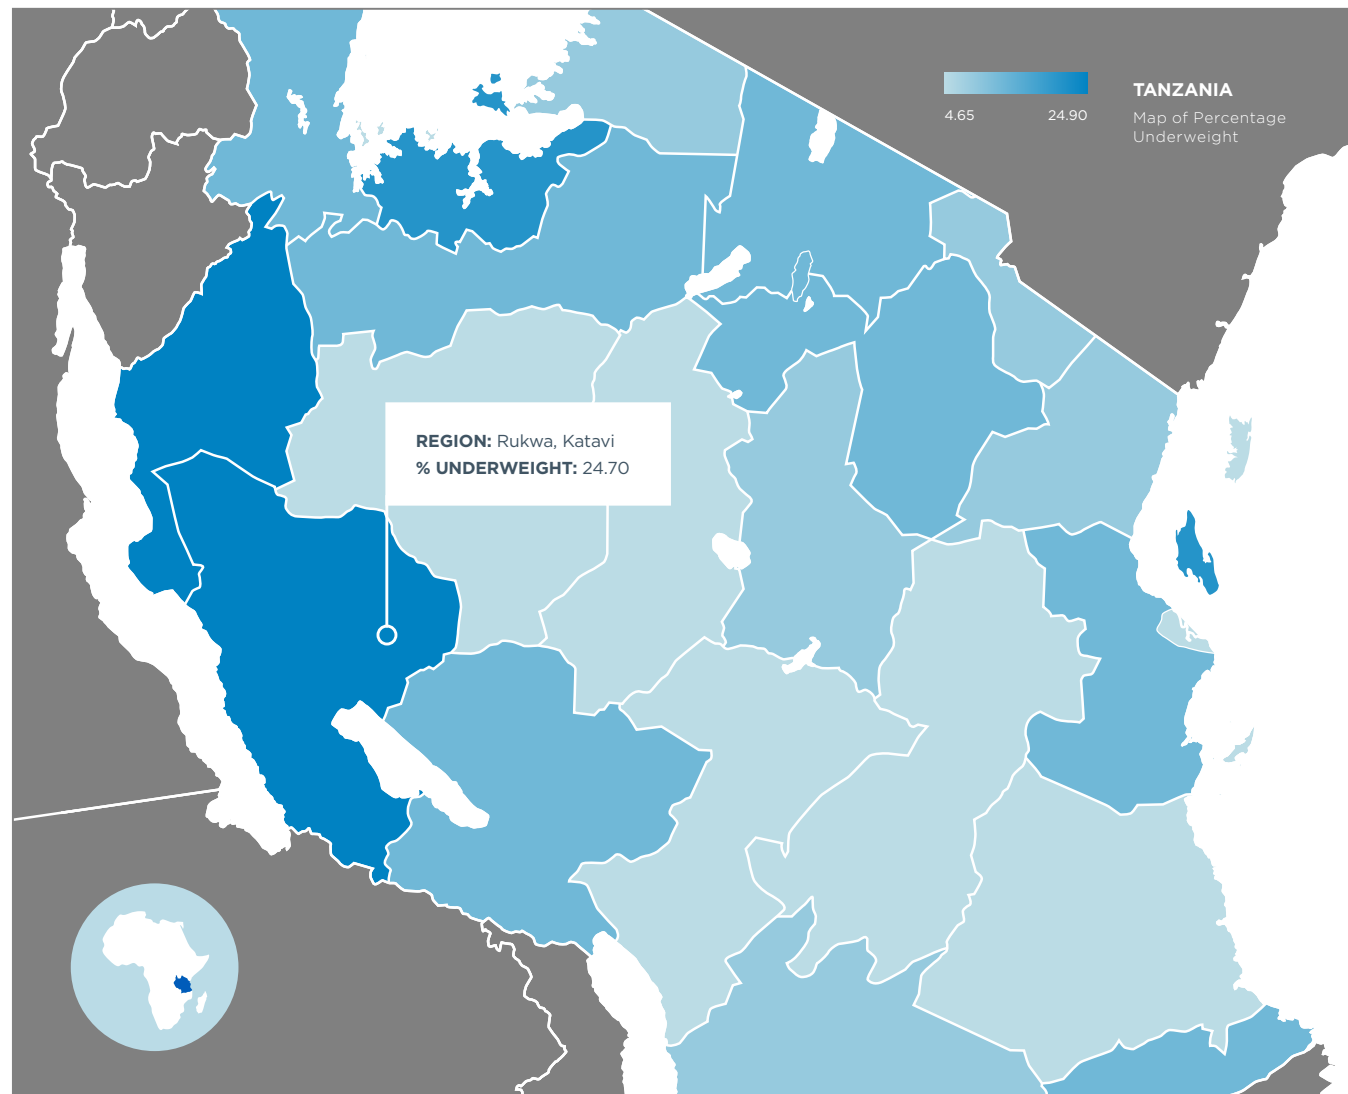 4.65
24.90
TANZANIA
Map of Percentage
Underweight
REGION: Rukwa, Katavi
% UNDERWEIGHT: 24.70